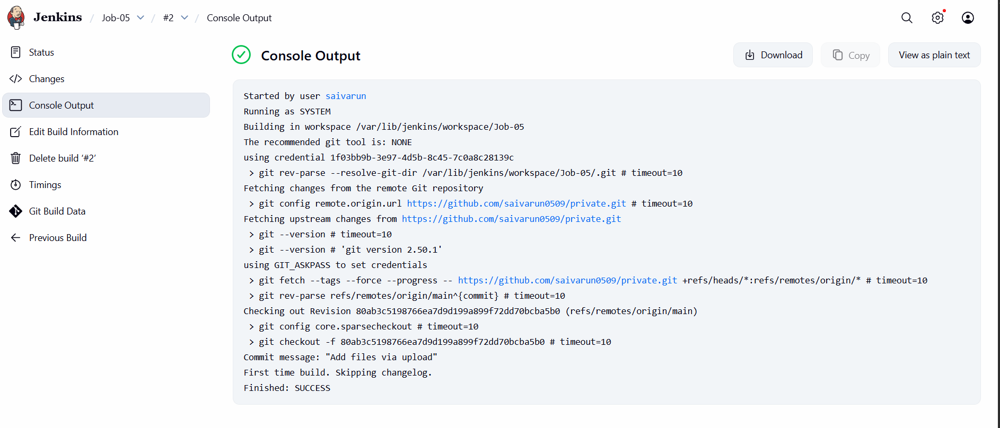 Jenkins / Job-05 / #2 / Console Output
Status
Changes
Console Output
Edit Build Information
Delete build ‘#2’
Timings
Git Build Data
Previous Build
Console Output
Download
Copy
View as plain text
Started by user saivarun
Running as SYSTEM
Building in workspace /var/lib/jenkins/workspace/Job-05
The recommended git tool is: NONE
using credential 1f03bb9b-3e97-4d5b-8c45-7c0a8c28139c
> git rev-parse --resolve-git-dir /var/lib/jenkins/workspace/Job-05/.git # timeout=10
Fetching changes from the remote Git repository
> git config remote.origin.url https://github.com/saivarun0509/private.git # timeout=10
Fetching upstream changes from https://github.com/saivarun0509/private.git
> git --version # timeout=10
> git --version # 'git version 2.50.1'
using GIT_ASKPASS to set credentials
> git fetch --tags --force --progress -- https://github.com/saivarun0509/private.git +refs/heads/*:refs/remotes/origin/* # timeout=10
> git rev-parse refs/remotes/origin/main^{commit} # timeout=10
Checking out Revision 80ab3c5198766ea7d9d199a899f72dd70bcba5b0 (refs/remotes/origin/main)
> git config core.sparsecheckout # timeout=10
> git checkout -f 80ab3c5198766ea7d9d199a899f72dd70bcba5b0 # timeout=10
Commit message: "Add files via upload"
First time build. Skipping changelog.
Finished: SUCCESS